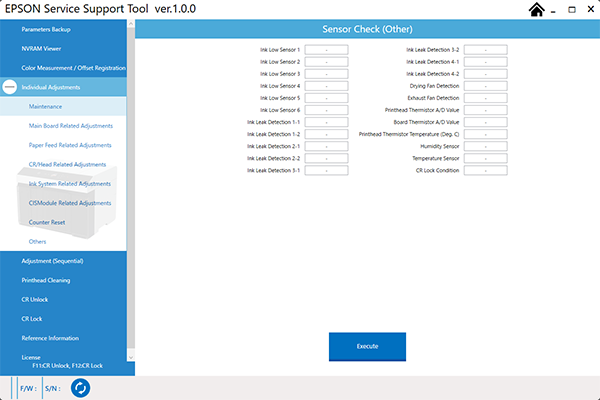 EPSON Service Support Tool ver.1.0.0
Parameters Backup
NVRAM Viewer
Color Measurement / Offset Registration
Individual Adjustments
Maintenance
Main Board Related Adjustments
Paper Feed Related Adjustments
CR/Head Related Adjustments
Ink System Related Adjustments
CISModule Related Adjustments
Counter Reset
Others
Adjustment (Sequential)
Printhead Cleaning
CR Unlock
CR Lock
Reference Information
License
F11:CR Unlock, F12:CR Lock
F/W : S/N :
Sensor Check (Other)
Ink Low Sensor 1 -
Ink Low Sensor 2 -
Ink Low Sensor 3 -
Ink Low Sensor 4 -
Ink Low Sensor 5 -
Ink Low Sensor 6 -
Ink Leak Detection 1-1 -
Ink Leak Detection 1-2 -
Ink Leak Detection 2-1 -
Ink Leak Detection 2-2 -
Ink Leak Detection 3-1 -
Ink Leak Detection 3-2 -
Ink Leak Detection 4-1 -
Ink Leak Detection 4-2 -
Drying Fan Detection -
Exhaust Fan Detection -
Printhead Thermistor A/D Value -
Board Thermistor A/D Value -
Printhead Thermistor Temperature (Deg. C) -
Humidity Sensor -
Temperature Sensor -
CR Lock Condition -
Execute